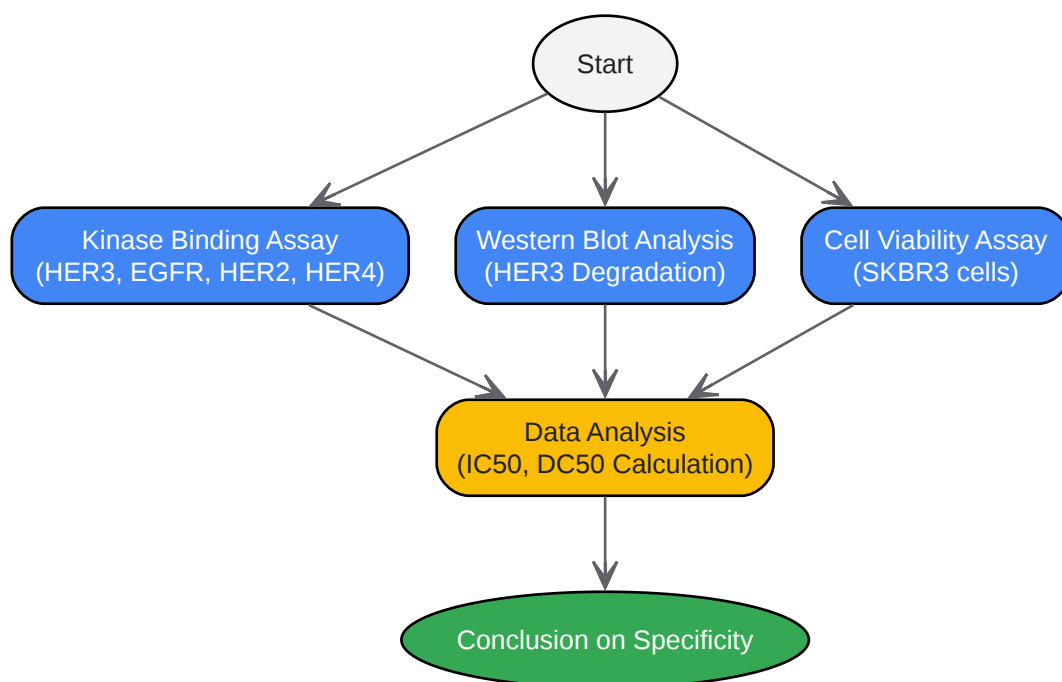 Start
Kinase Binding Assay
(HER3, EGFR, HER2, HER4)
Western Blot Analysis
(HER3 Degradation)
Cell Viability Assay
(SKBR3 cells)
Data Analysis
(IC50, DC50 Calculation)
Conclusion on Specificity